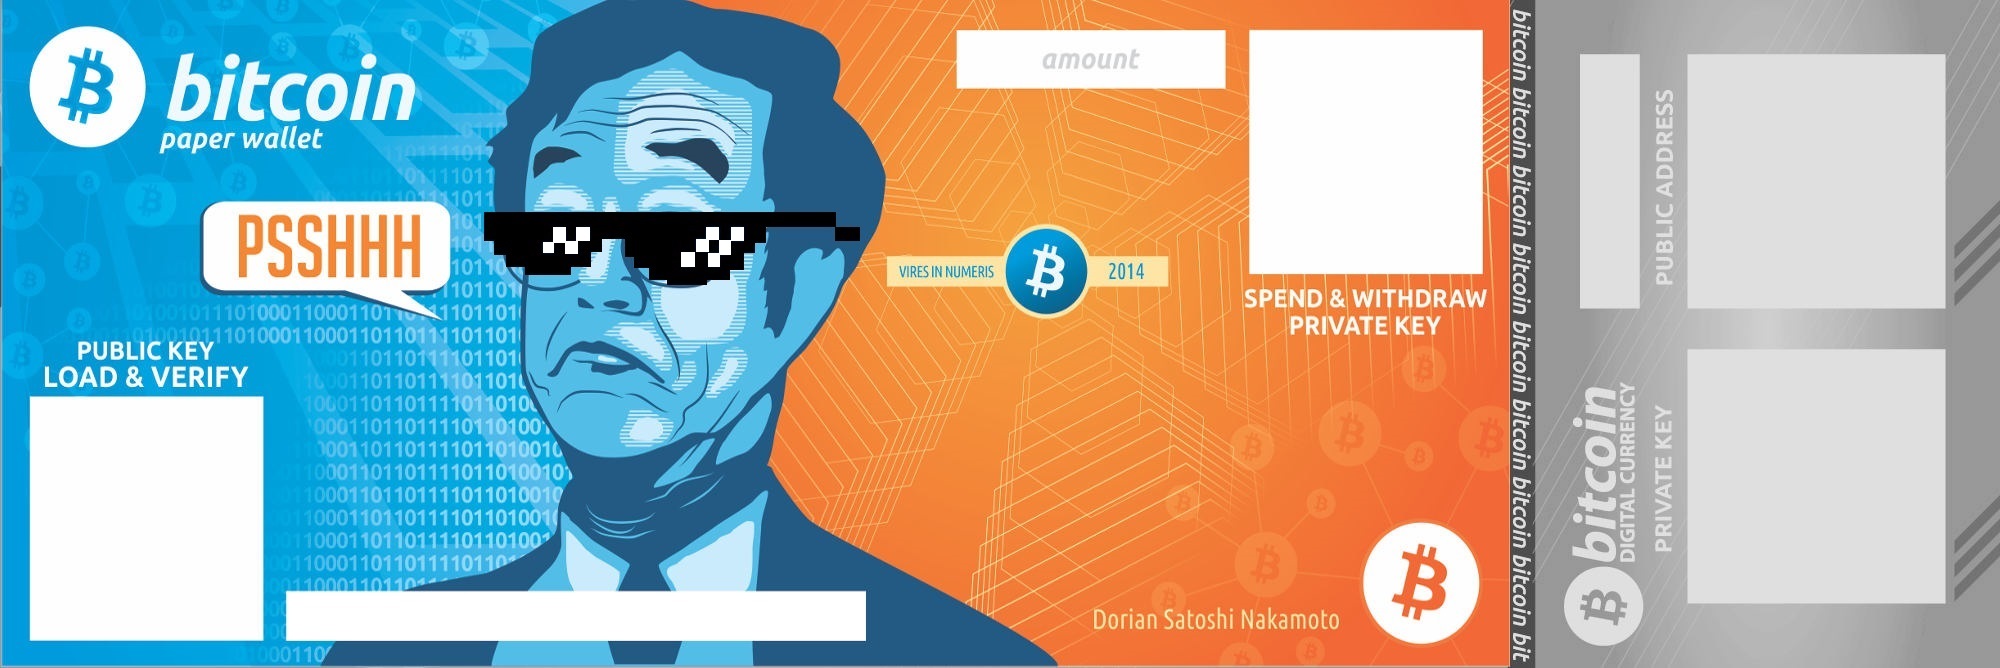 bitcoin
paper wallet
PSSHHH
PUBLIC KEY
LOAD & VERIFY
amount
VIRES IN NUMERIS
2014
SPEND & WITHDRAW
PRIVATE KEY
Dorian Satoshi Nakamoto
bitcoin bitcoin bitcoin bitcoin bitcoin bitcoin bitcoin bitcoin bit
PUBLIC ADDRESS
PRIVATE KEY
bitcoin
DIGITAL CURRENCY